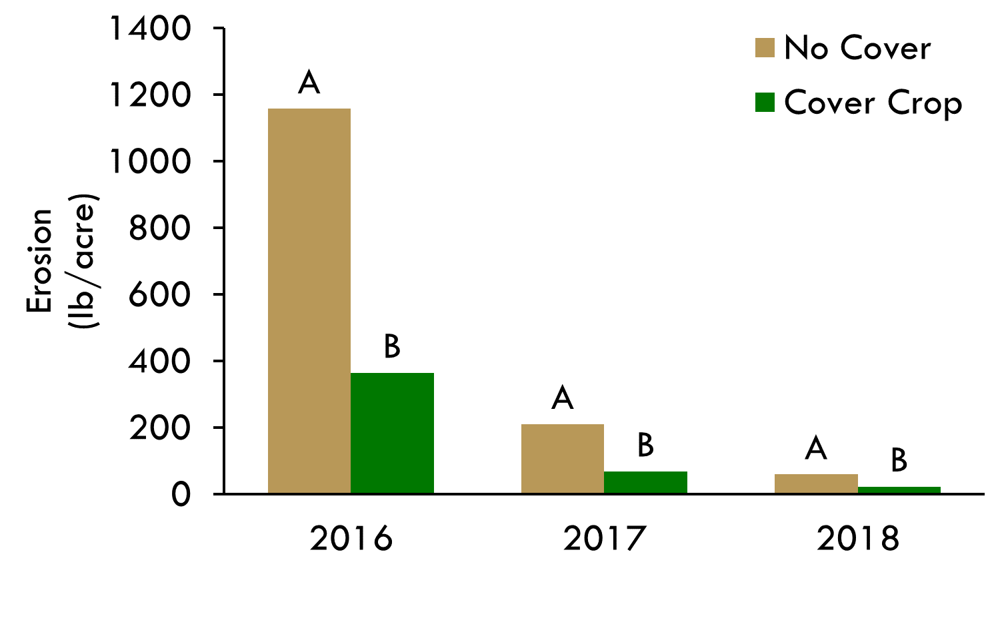 1400
1200
1000
800
600
400
200
0
Erosion
(lb/acre)
No Cover
Cover Crop
A
B
A
B
A
B
2016
2017
2018